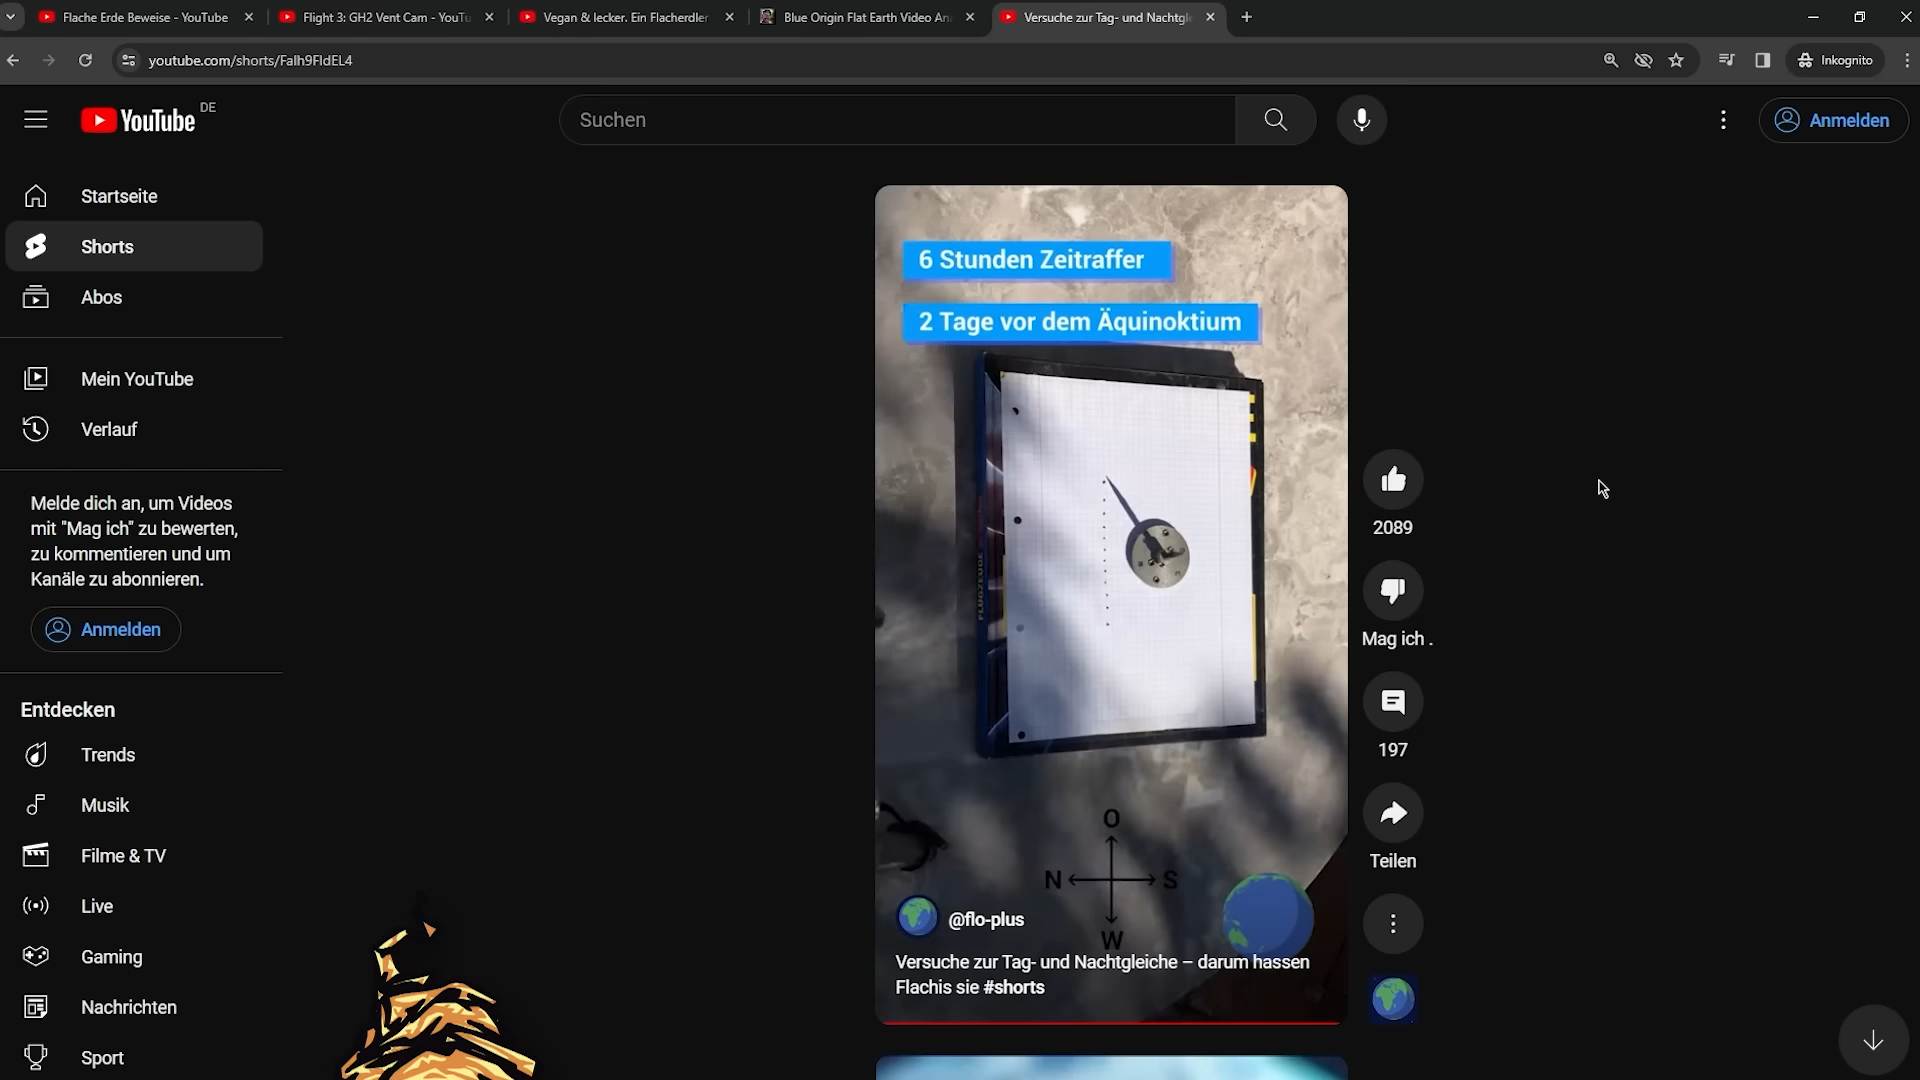 Flache Erde Beweise - YouTube
Flight 3: GH2 Vent Cam - YouTu
Vegan & lecker. Ein Flacherdler
Blue Origin Flat Earth Video Ana
Versuche zur Tag- und Nachtgle
youtube.com/shorts/Falh9FldEL4
Inkognito
YouTube DE
Suchen
Anmelden
Startseite
Shorts
Abos
Mein YouTube
Verlauf
Melde dich an, um Videos
mit "Mag ich" zu bewerten,
zu kommentieren und um
Kanäle zu abonnieren.
Anmelden
Entdecken
Trends
Musik
Filme & TV
Live
Gaming
Nachrichten
Sport
6 Stunden Zeitraffer
2 Tage vor dem Äquinoktium
O
N S
W
@flo-plus
Versuche zur Tag- und Nachtgleiche – darum hassen
Flachis sie #shorts
2089
Mag ich .
197
Teilen